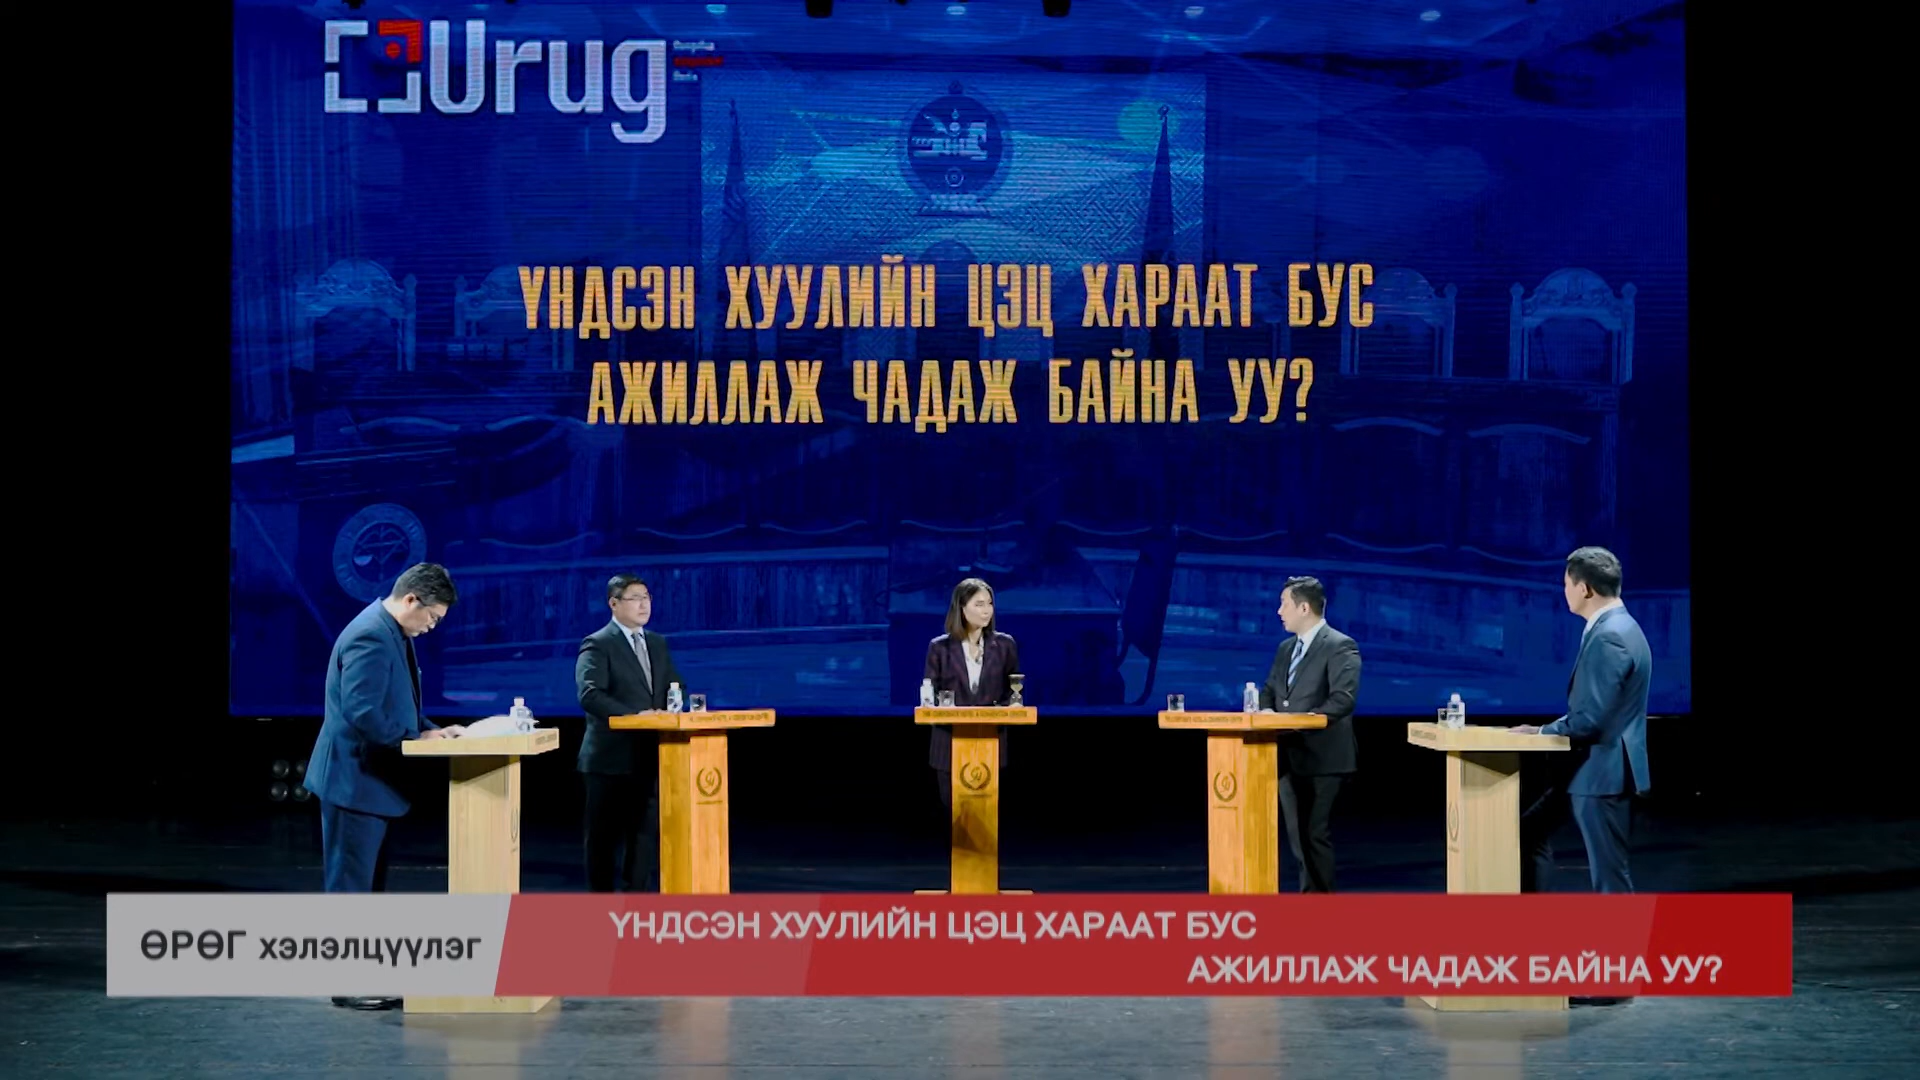 Urug
ҮНДСЭН ХУУЛИЙН ЦЭЦ ХАРААТ БУС
АЖИЛЛАЖ ЧАДАЖ БАЙНА УУ?
ӨРӨГ хэлэлцүүлэг
ҮНДСЭН ХУУЛИЙН ЦЭЦ ХАРААТ БУС
АЖИЛЛАЖ ЧАДАЖ БАЙНА УУ?